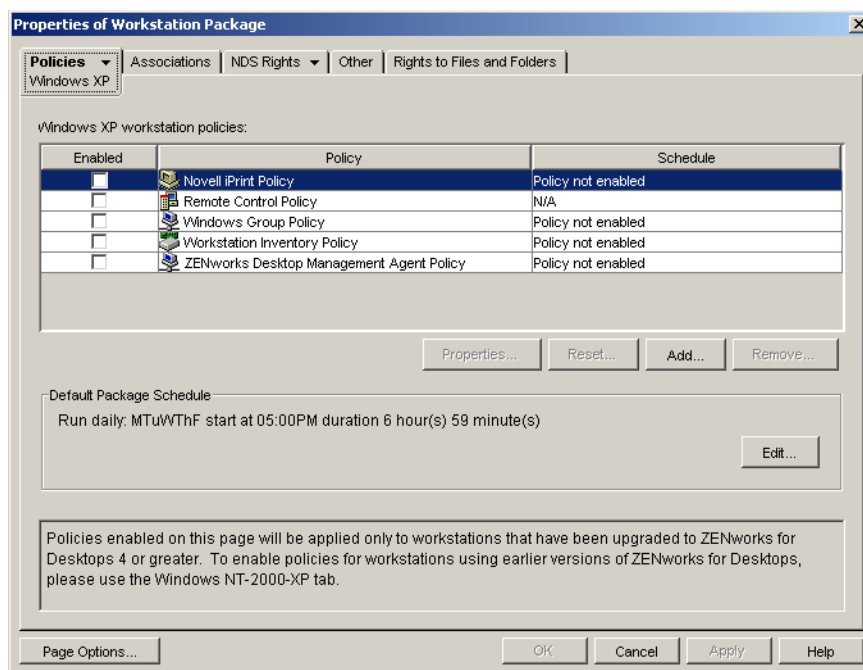 Properties of Workstation Package
Policies
Associations
NDS Rights
Other
Rights to Files and Folders
Windows XP
Windows XP workstation policies:
Enabled Policy Schedule
Novell iPrint Policy Policy not enabled
Remote Control Policy N/A
Windows Group Policy Policy not enabled
Workstation Inventory Policy Policy not enabled
ZENworks Desktop Management Agent Policy Policy not enabled
Properties... Reset... Add... Remove...
Default Package Schedule
Run daily: MTuWThF start at 05:00PM duration 6 hour(s) 59 minute(s)
Edit...
Policies enabled on this page will be applied only to workstations that have been upgraded to ZENworks for
Desktops 4 or greater. To enable policies for workstations using earlier versions of ZENworks for Desktops,
please use the Windows NT-2000-XP tab.
Page Options... OK Cancel Apply Help